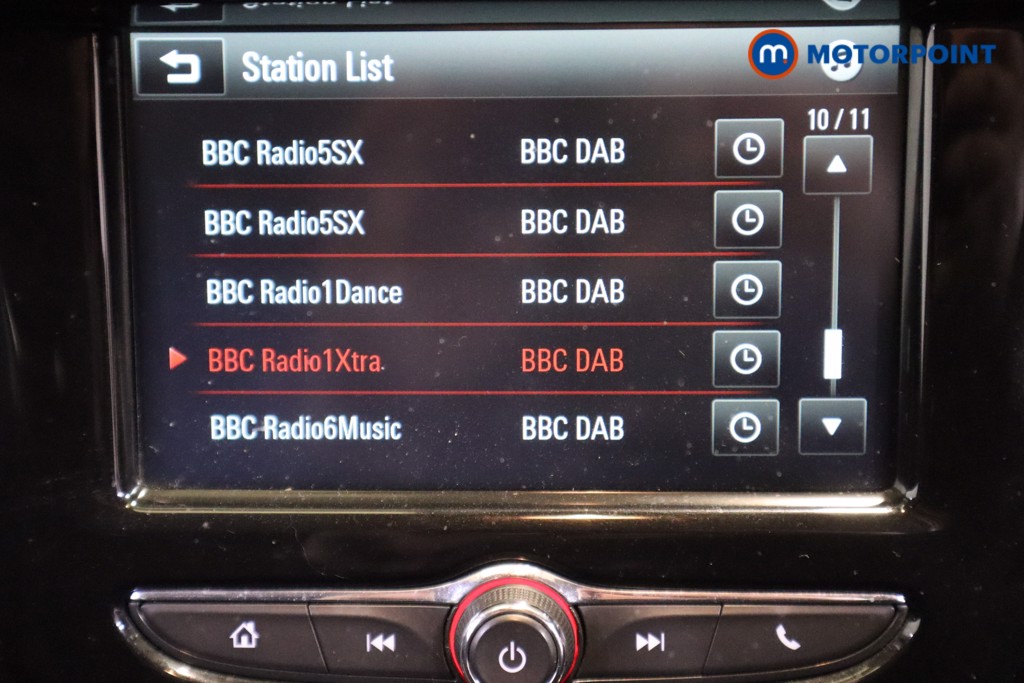 Station List
m MOTORPOINT
10 / 11
BBC Radio5SX BBC DAB
BBC Radio5SX BBC DAB
BBC Radio1Dance BBC DAB
BBC Radio1Xtra BBC DAB
BBC Radio6Music BBC DAB